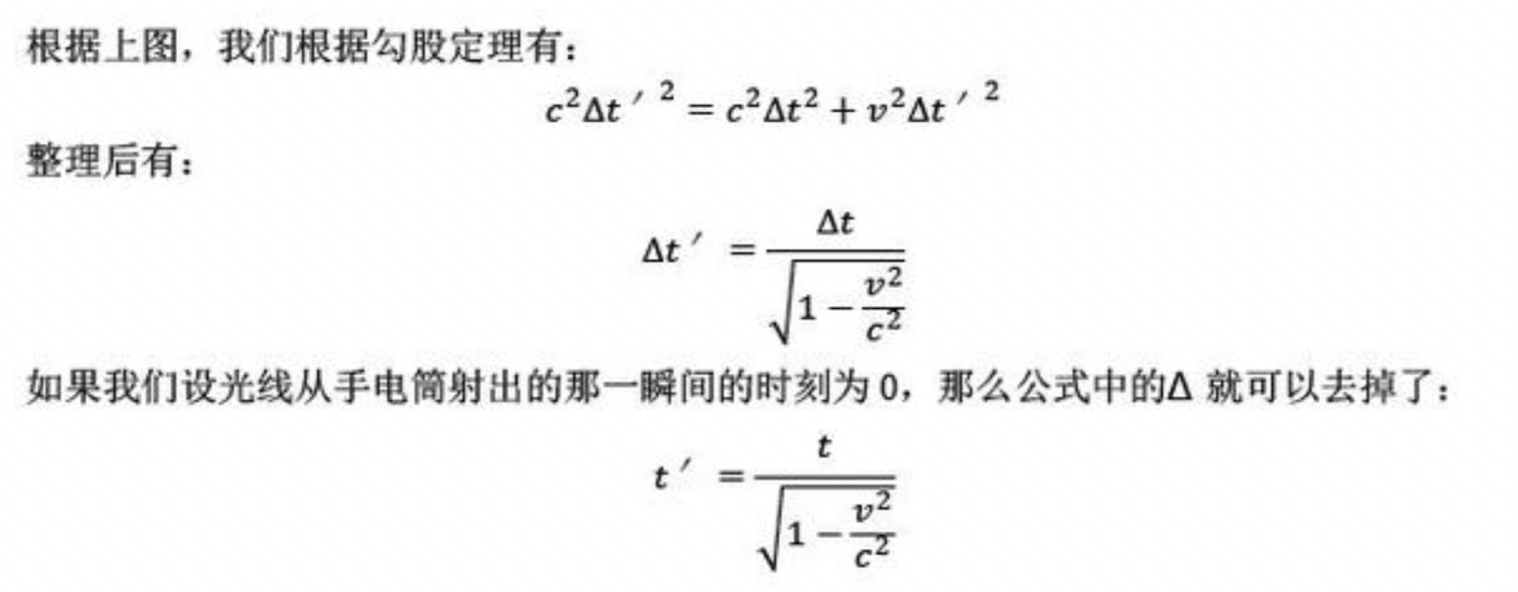 根据上图，我们根据勾股定理有：
c²Δt′² = c²Δt² + v²Δt′²
整理后有：
Δt′ = Δt / √(1 − v²/c²)
如果我们设光线从手电筒射出的那一瞬间的时刻为 0，那么公式中的Δ 就可以去掉了：
t′ = t / √(1 − v²/c²)